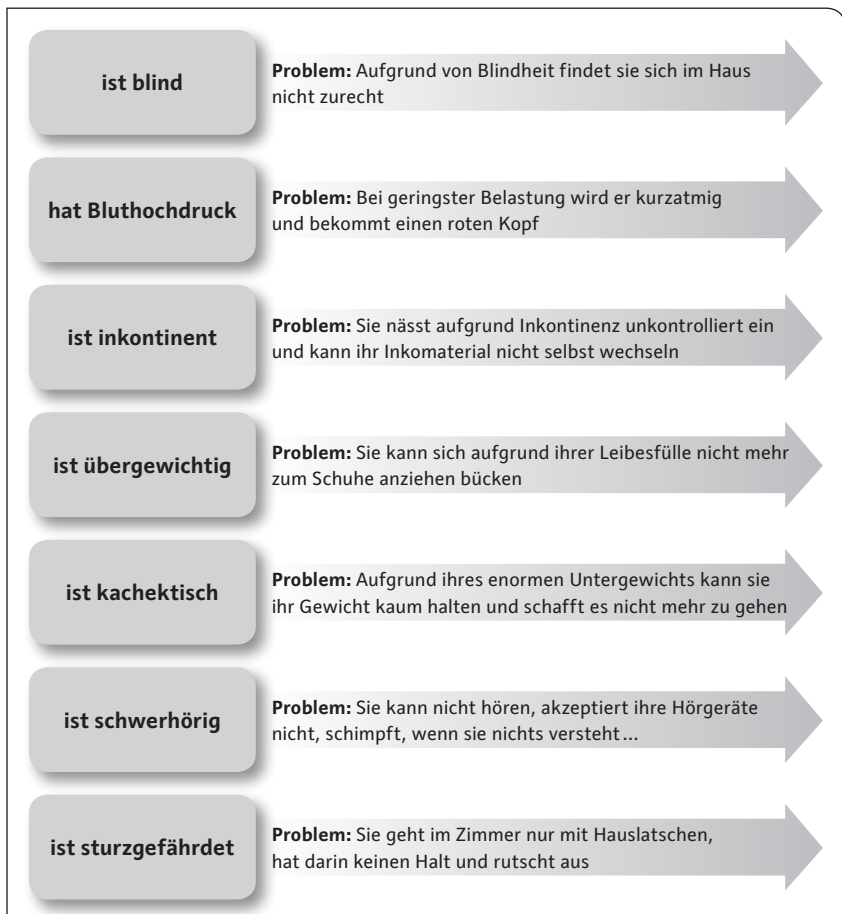 ist blind
Problem: Aufgrund von Blindheit findet sie sich im Haus
nicht zurecht
hat Bluthochdruck
Problem: Bei geringster Belastung wird er kurzatmig
und bekommt einen roten Kopf
ist inkontinent
Problem: Sie nässt aufgrund Inkontinenz unkontrolliert ein
und kann ihr Inkomaterial nicht selbst wechseln
ist übergewichtig
Problem: Sie kann sich aufgrund ihrer Leibesfülle nicht mehr
zum Schuhe anziehen bücken
ist kachektisch
Problem: Aufgrund ihres enormen Untergewichts kann sie
ihr Gewicht kaum halten und schafft es nicht mehr zu gehen
ist schwerhörig
Problem: Sie kann nicht hören, akzeptiert ihre Hörgeräte
nicht, schimpft, wenn sie nichts versteht ...
ist sturzgefährdet
Problem: Sie geht im Zimmer nur mit Hauslatschen,
hat darin keinen Halt und rutscht aus